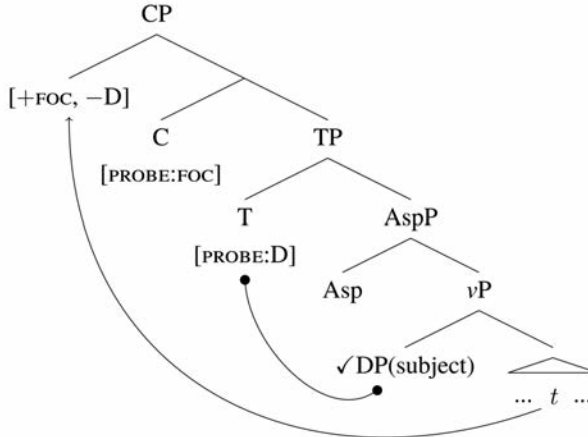 CP
[+FOC, −D]
C
TP
[PROBE:FOC]
T
AspP
[PROBE:D]
Asp
vP
✓DP(subject)
... t ...